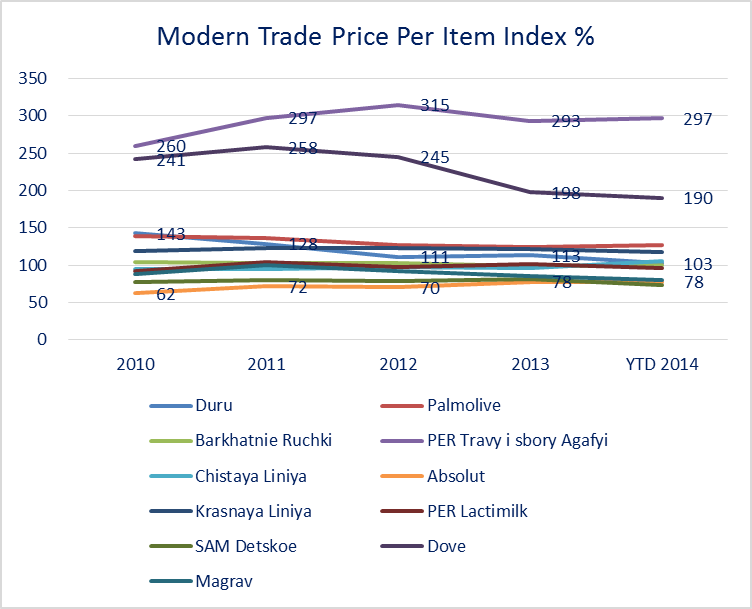 Modern Trade Price Per Item Index %
350
300
250
200
150
100
50
0
260 297 315 293 297
241 258 245 198 190
143 128 111 113 103
62 72 70 78 78
2010 2011 2012 2013 YTD 2014
Duru Palmolive
Barkhatnie Ruchki PER Travy i sbory Agafyi
Chistaya Liniya Absolut
Krasnaya Liniya PER Lactimilk
SAM Detskoe Dove
Magrav